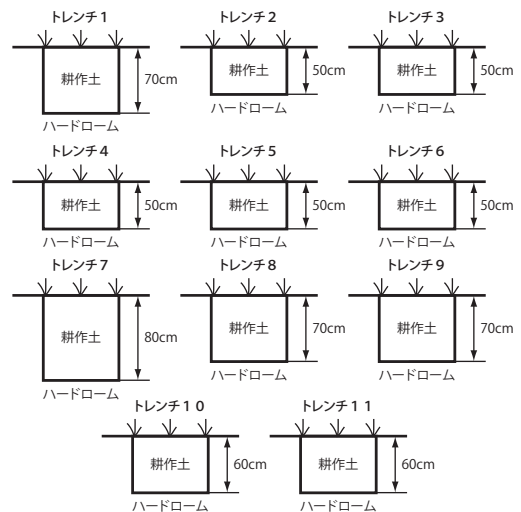 トレンチ1
耕作土
70cm
ハードローム
トレンチ2
耕作土
50cm
ハードローム
トレンチ3
耕作土
50cm
ハードローム
トレンチ4
耕作土
50cm
ハードローム
トレンチ5
耕作土
50cm
ハードローム
トレンチ6
耕作土
50cm
ハードローム
トレンチ7
耕作土
80cm
ハードローム
トレンチ8
耕作土
70cm
ハードローム
トレンチ9
耕作土
70cm
ハードローム
トレンチ10
耕作土
60cm
ハードローム
トレンチ11
耕作土
60cm
ハードローム